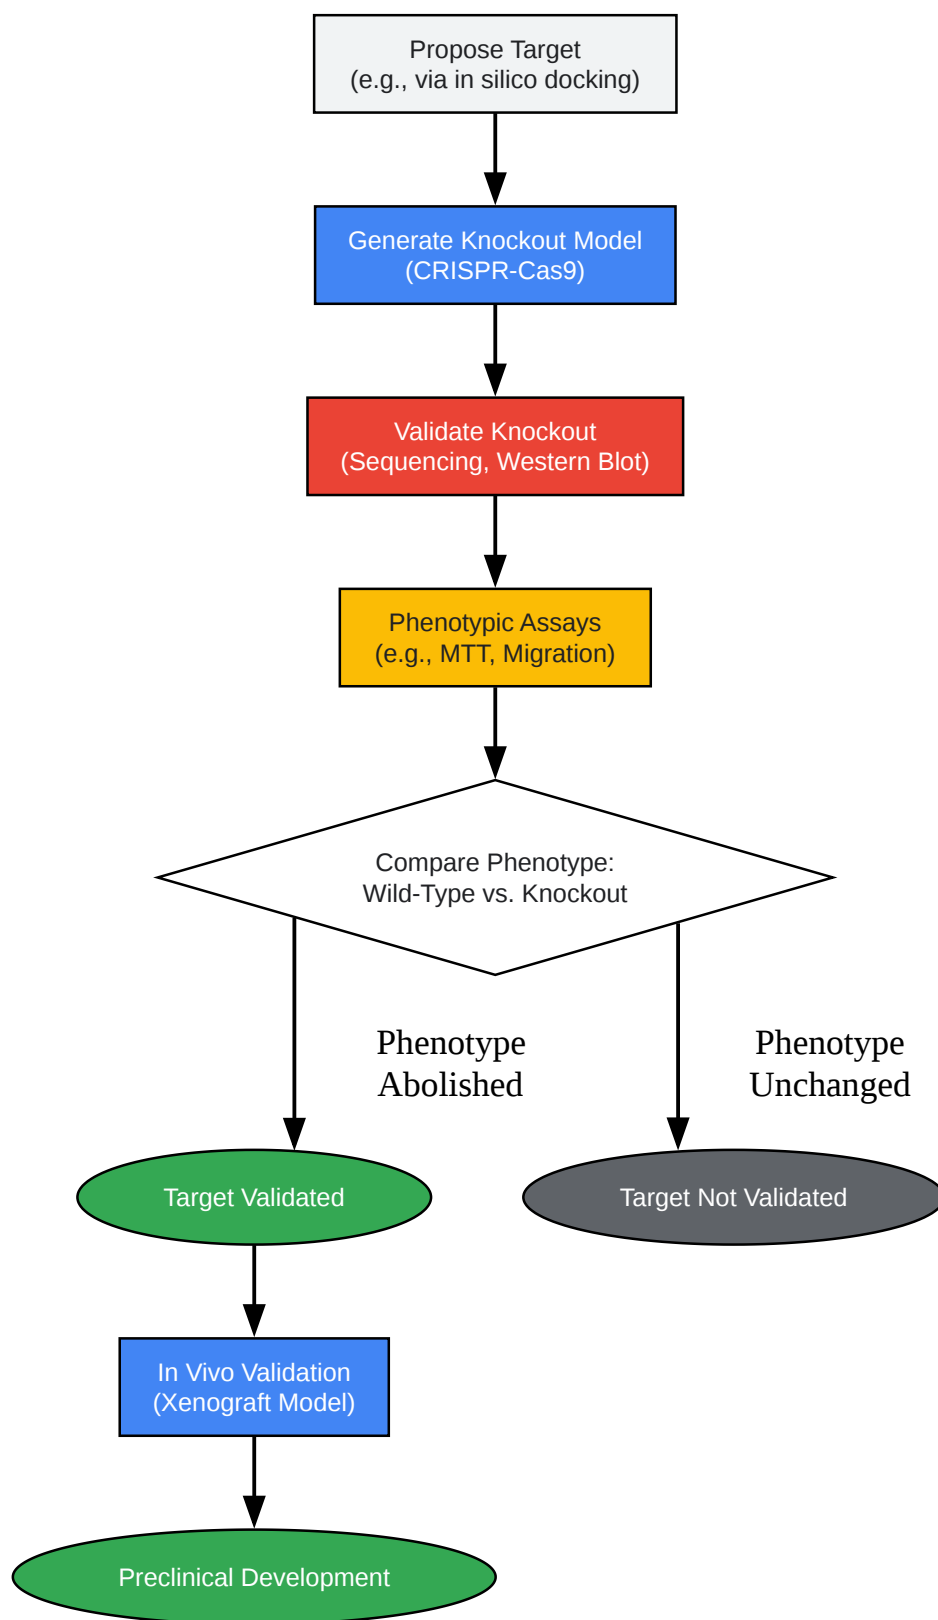 Propose Target
(e.g., via in silico docking)
Generate Knockout Model
(CRISPR-Cas9)
Validate Knockout
(Sequencing, Western Blot)
Phenotypic Assays
(e.g., MTT, Migration)
Compare Phenotype:
Wild-Type vs. Knockout
Phenotype
Abolished
Phenotype
Unchanged
Target Validated
Target Not Validated
In Vivo Validation
(Xenograft Model)
Preclinical Development